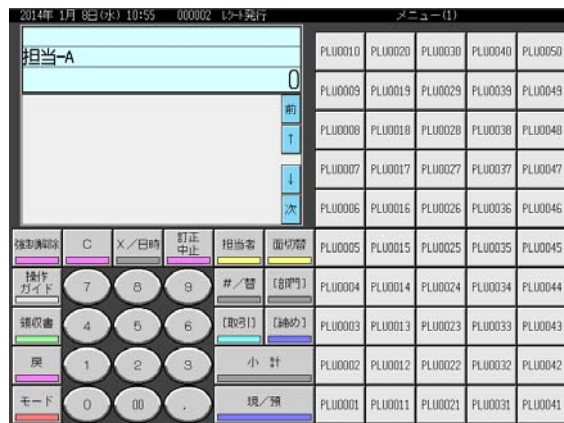 2014年 1月 8日(水) 10:55 000002 レシート発行 メニュー(1)
担当-A
0
前
↑
↓
次
PLU0010 PLU0020 PLU0030 PLU0040 PLU0050
PLU0009 PLU0019 PLU0029 PLU0039 PLU0049
PLU0008 PLU0018 PLU0028 PLU0038 PLU0048
PLU0007 PLU0017 PLU0027 PLU0037 PLU0047
PLU0006 PLU0016 PLU0026 PLU0036 PLU0046
強制解除 C X/日時 訂正中止 担当者 面切替 PLU0005 PLU0015 PLU0025 PLU0035 PLU0045
操作ガイド 7 8 9 #/替 [部門] PLU0004 PLU0014 PLU0024 PLU0034 PLU0044
領収書 4 5 6 [取引] [締め] PLU0003 PLU0013 PLU0023 PLU0033 PLU0043
戻 1 2 3 小 計 PLU0002 PLU0012 PLU0022 PLU0032 PLU0042
モード 0 00 . 現/預 PLU0001 PLU0011 PLU0021 PLU0031 PLU0041